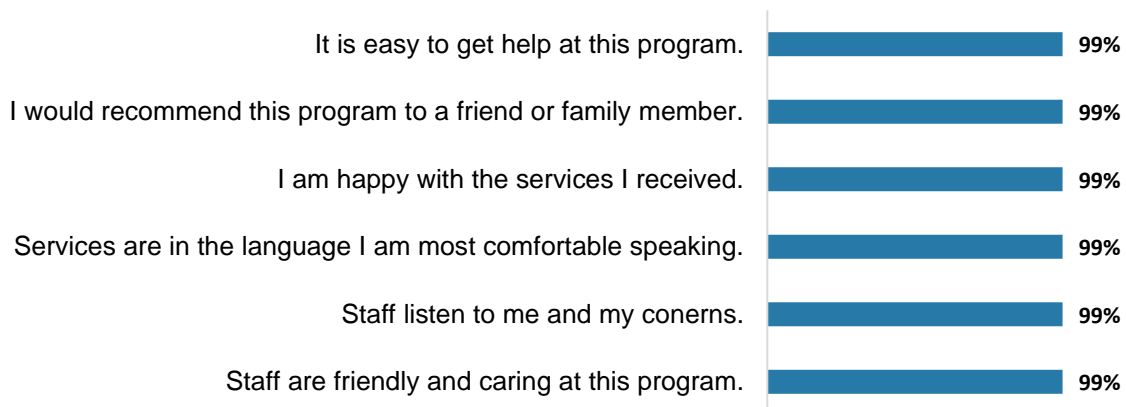 It is easy to get help at this program. 99%
I would recommend this program to a friend or family member. 99%
I am happy with the services I received. 99%
Services are in the language I am most comfortable speaking. 99%
Staff listen to me and my conerns. 99%
Staff are friendly and caring at this program. 99%